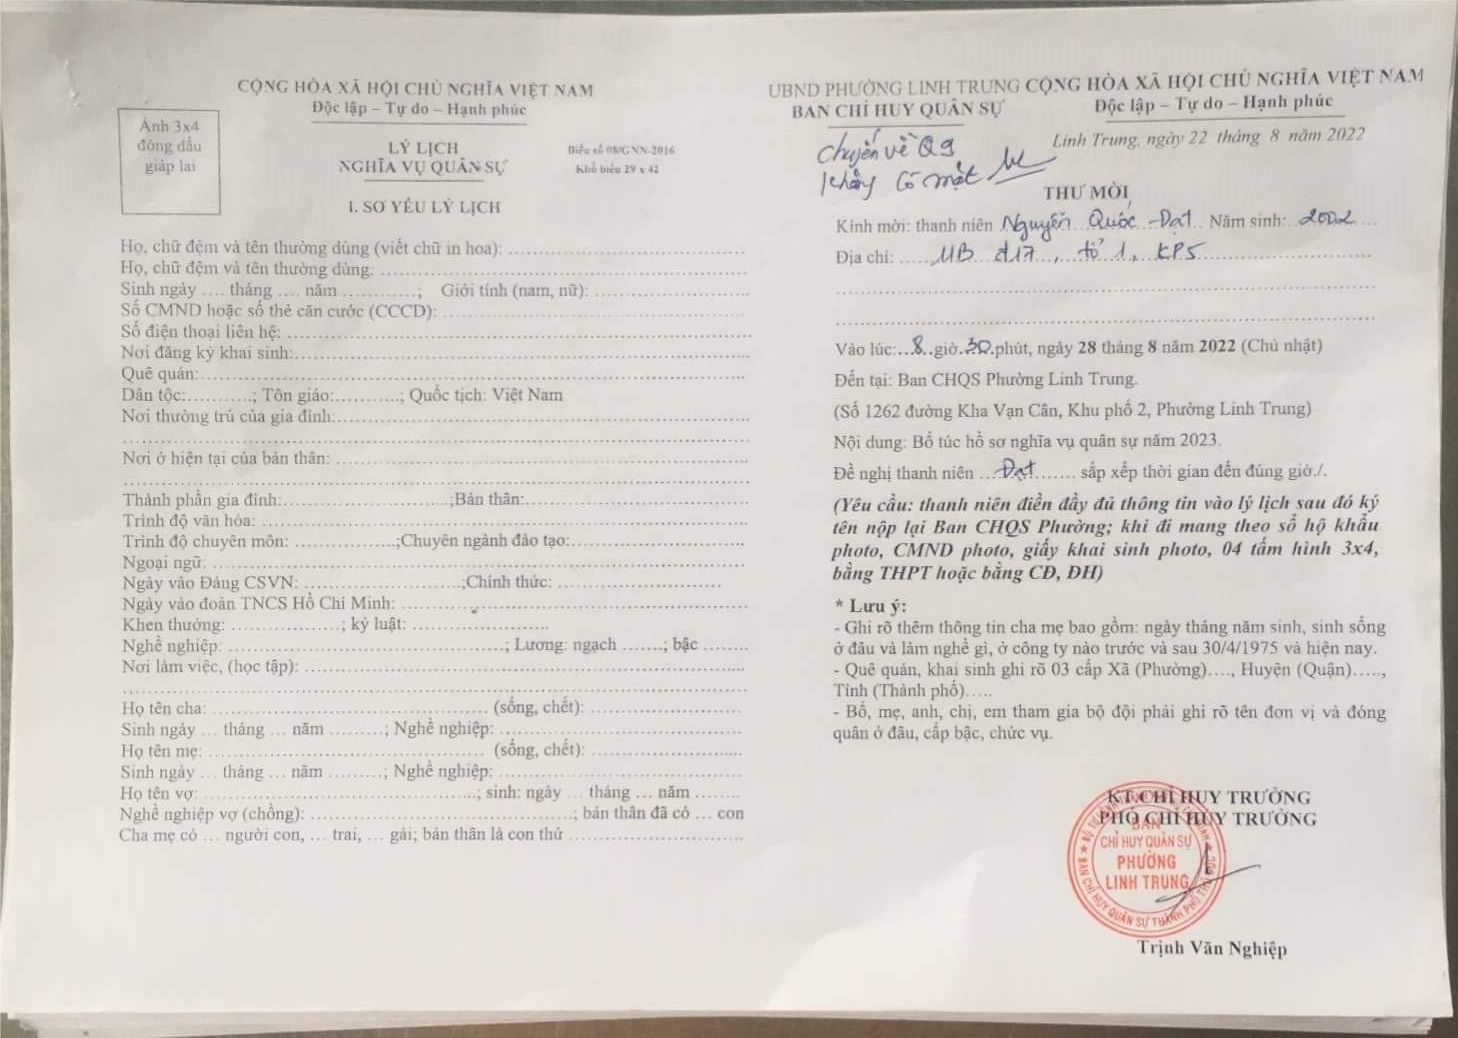 CỘNG HÒA XÃ HỘI CHỦ NGHĨA VIỆT NAM
Độc lập – Tự do – Hạnh phúc
Ảnh 3x4
đóng dấu
giáp lai
LÝ LỊCH
NGHĨA VỤ QUÂN SỰ
Biểu số 08/GNN-2016
Khổ biểu 29 x 42
I. SƠ YẾU LÝ LỊCH
Họ, chữ đệm và tên thường dùng (viết chữ in hoa): ....................
Họ, chữ đệm và tên thường dùng: ....................
Sinh ngày .... tháng .... năm ............; Giới tính (nam, nữ): ....................
Số CMND hoặc số thẻ căn cước (CCCD): ....................
Số điện thoại liên hệ: ....................
Nơi đăng ký khai sinh:....................
Quê quán:....................
Dân tộc:...........; Tôn giáo:...........; Quốc tịch: Việt Nam
Nơi thường trú của gia đình:....................
Nơi ở hiện tại của bản thân: ....................
Thành phần gia đình:....................;Bản thân:....................
Trình độ văn hóa: ....................
Trình độ chuyên môn: ..................;Chuyên ngành đào tạo:....................
Ngoại ngữ: ....................
Ngày vào Đảng CSVN: ....................;Chính thức: ....................
Ngày vào đoàn TNCS Hồ Chí Minh: ....................
Khen thưởng: ....................; kỷ luật: ....................
Nghề nghiệp: ....................; Lương: ngạch .......; bậc ........
Nơi làm việc, (học tập): ....................
Họ tên cha: .................... (sống, chết): ....................
Sinh ngày ... tháng ... năm .........; Nghề nghiệp: ....................
Họ tên mẹ: .................... (sống, chết): ....................
Sinh ngày ... tháng ... năm .........; Nghề nghiệp: ....................
Họ tên vợ: ....................; sinh: ngày ... tháng ... năm ........
Nghề nghiệp vợ (chồng): ....................; bản thân đã có ... con
Cha mẹ có ... người con, ... trai, ... gái; bản thân là con thứ ....................
UBND PHƯỜNG LINH TRUNG CỘNG HÒA XÃ HỘI CHỦ NGHĨA VIỆT NAM
BAN CHỈ HUY QUÂN SỰ Độc lập – Tự do – Hạnh phúc
Chuyển về Q9
không có mặt
Linh Trung, ngày 22 tháng 8 năm 2022
THƯ MỜI
Kính mời: thanh niên Nguyễn Quốc Đạt Năm sinh: 2002
Địa chỉ: 11B đ17, tổ 1, KP5
Vào lúc: 8 giờ 30 phút, ngày 28 tháng 8 năm 2022 (Chủ nhật)
Đến tại: Ban CHQS Phường Linh Trung.
(Số 1262 đường Kha Vạn Cân, Khu phố 2, Phường Linh Trung)
Nội dung: Bổ túc hồ sơ nghĩa vụ quân sự năm 2023.
Đề nghị thanh niên ...Đạt....... sắp xếp thời gian đến đúng giờ./.
(Yêu cầu: thanh niên điền đầy đủ thông tin vào lý lịch sau đó ký
tên nộp lại Ban CHQS Phường; khi đi mang theo sổ hộ khẩu
photo, CMND photo, giấy khai sinh photo, 04 tấm hình 3x4,
bằng THPT hoặc bằng CĐ, ĐH)
* Lưu ý:
- Ghi rõ thêm thông tin cha mẹ bao gồm: ngày tháng năm sinh, sinh sống
ở đâu và làm nghề gì, ở công ty nào trước và sau 30/4/1975 và hiện nay.
- Quê quán, khai sinh ghi rõ 03 cấp Xã (Phường)...., Huyện (Quận).....,
Tỉnh (Thành phố).....
- Bố, mẹ, anh, chị, em tham gia bộ đội phải ghi rõ tên đơn vị và đóng
quân ở đâu, cấp bậc, chức vụ.
KT.CHỈ HUY TRƯỞNG
PHÓ CHỈ HUY TRƯỞNG
BAN
CHỈ HUY QUÂN SỰ
PHƯỜNG
LINH TRUNG
BAN CHỈ HUY QUÂN SỰ THÀNH PHỐ THỦ ĐỨC
Trịnh Văn Nghiệp